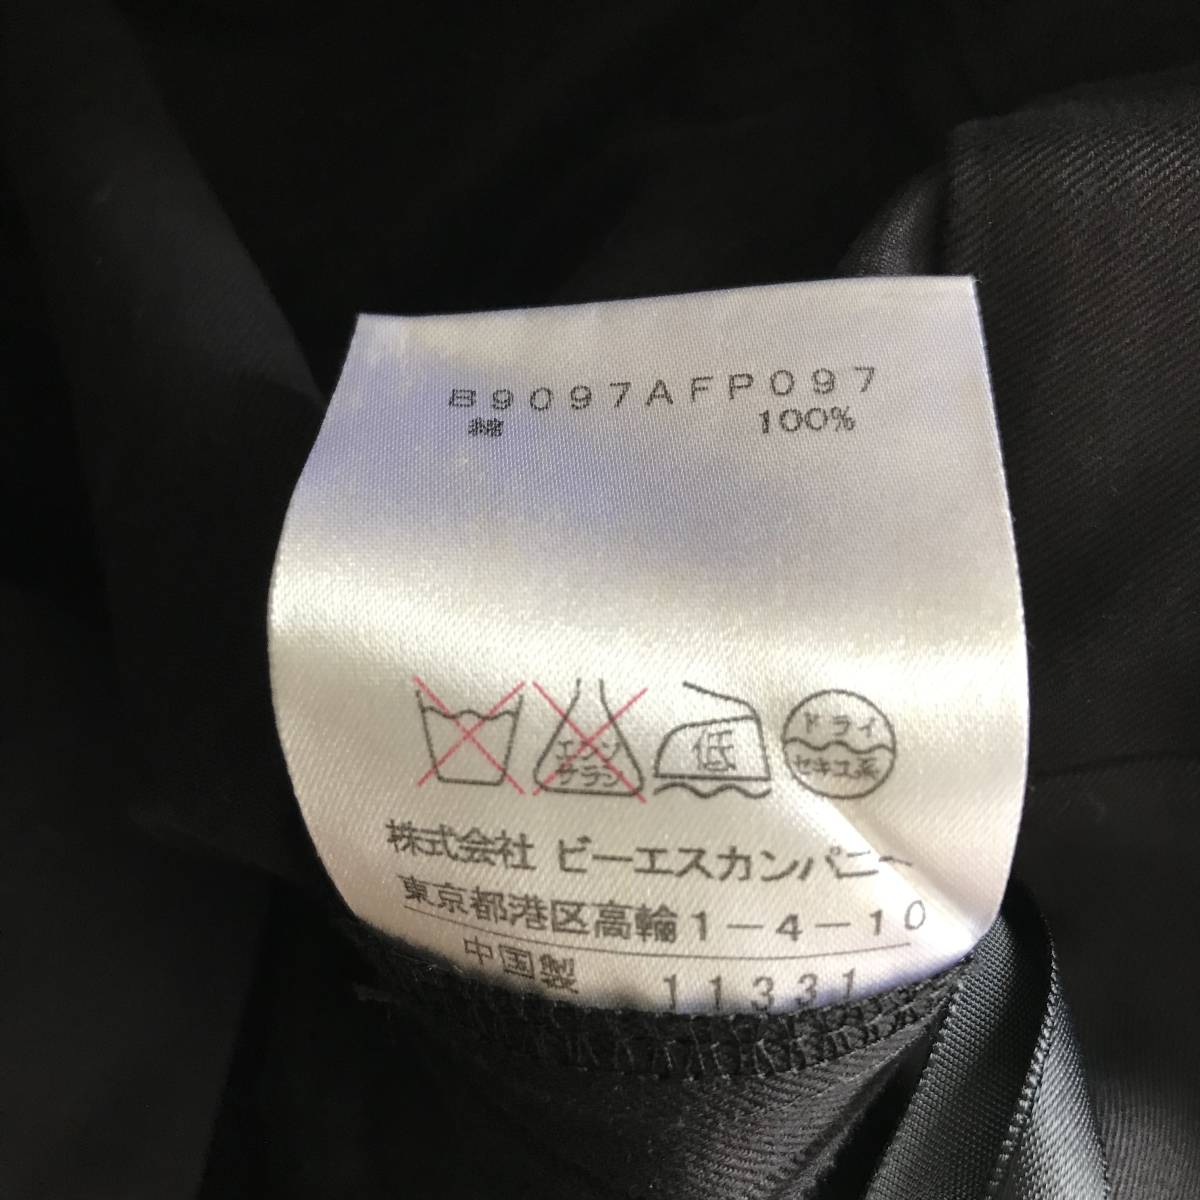 B9097AFP097
綿 100%
エンソ
サラシ
低
ドライ
セキユ系
株式会社 ビーエスカンパニー
東京都港区高輪1-4-10
中国製 11331